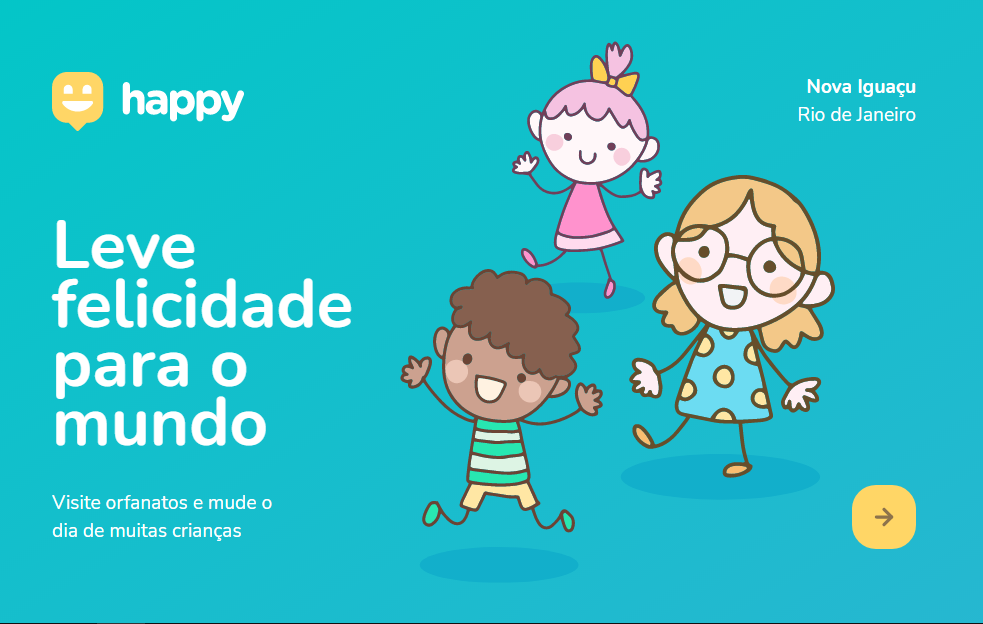 happy
Nova Iguaçu
Rio de Janeiro
Leve
felicidade
para o
mundo
Visite orfanatos e mude o
dia de muitas crianças